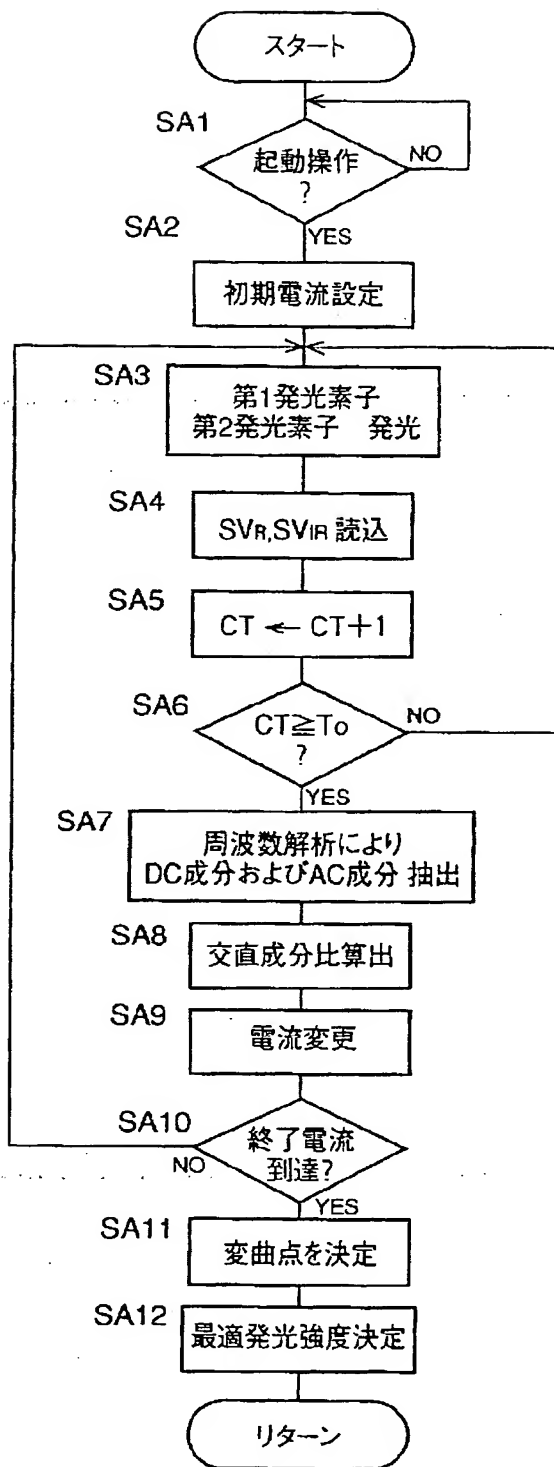 スタート
SA1
起動操作
?
NO
SA2
YES
初期電流設定
SA3
第1発光素子
第2発光素子 発光
SA4
SVR,SVIR 読込
SA5
CT ← CT+1
SA6
CT≧To
?
NO
YES
SA7
周波数解析により
DC成分およびAC成分 抽出
SA8
交直成分比算出
SA9
電流変更
SA10
終了電流
到達?
NO
YES
SA11
変曲点を決定
SA12
最適発光強度決定
リターン